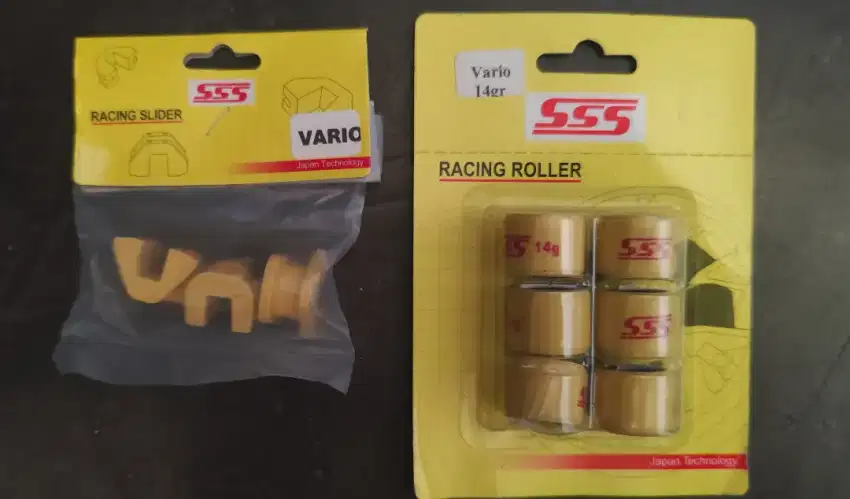 SSS
RACING SLIDER
VARIO
Japan Technology
Vario
14gr
SSS
RACING ROLLER
SSS 14g
SSS
SSS
Japan Technology